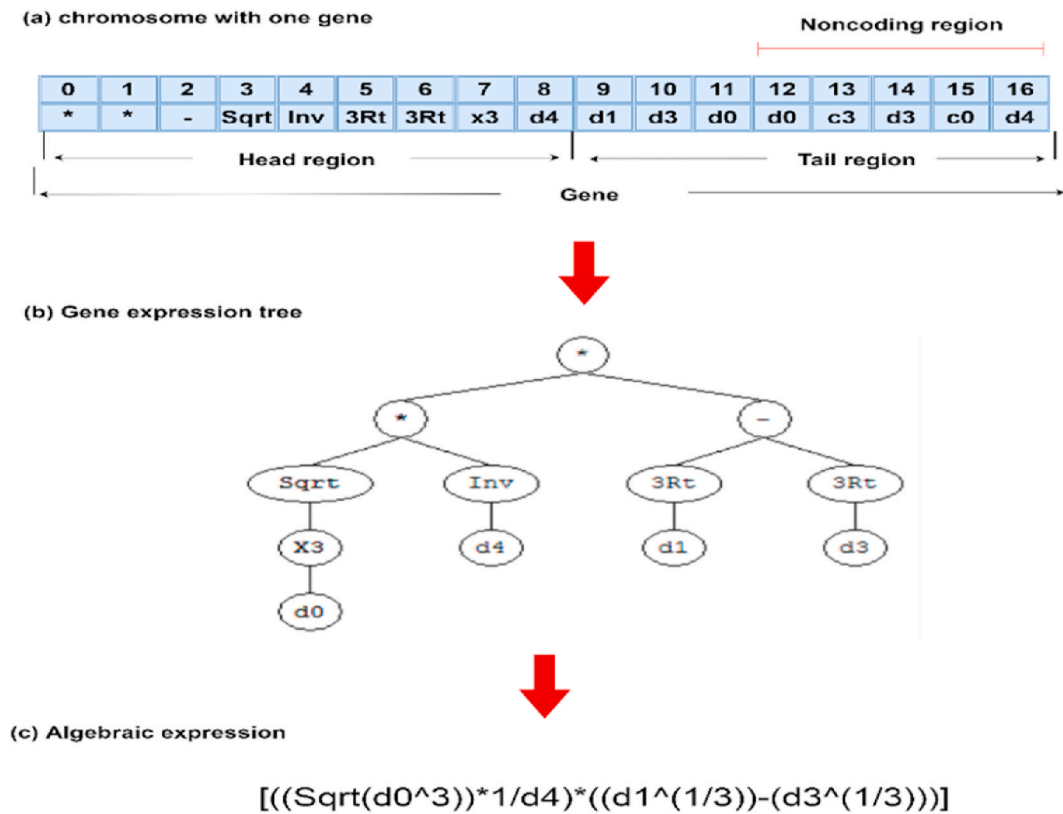 (a) chromosome with one gene
Noncoding region
0 1 2 3 4 5 6 7 8 9 10 11 12 13 14 15 16
* * - Sqrt Inv 3Rt 3Rt x3 d4 d1 d3 d0 d0 c3 d3 c0 d4
Head region Tail region
Gene
(b) Gene expression tree
*
* -
Sqrt Inv 3Rt 3Rt
X3 d4 d1 d3
d0
(c) Algebraic expression
[((Sqrt(d0^3))*1/d4)*((d1^(1/3))-(d3^(1/3)))]